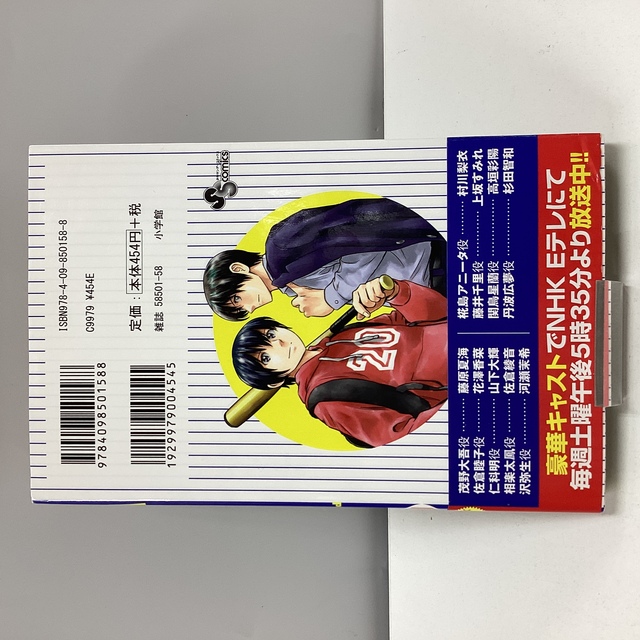 ISBN978-4-09-850158-8
C9979 ¥454E
定価：本体454円＋税
雑誌 58501-58
小学館
9784098501588
1929979004545
comics
20
茂野大吾役………藤原夏海
佐倉睦子役………花澤香菜
仁科明役………山下大輝
相楽太鳳役………佐倉綾音
沢弥生役………河瀬茉希
椛島アニータ役………村川梨衣
藤井千里役………上坂すみれ
関鳥星蘭役………高垣彩陽
丹波広夢役………杉田智和
豪華キャストでNHK Eテレにて
毎週土曜午後5時35分より放送中!!